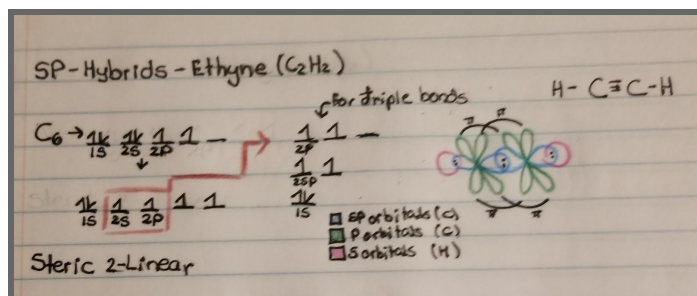 SP-Hybrids-Ethyne (C2H2)
H-C≡C-H
for triple bonds
C6 → 1k 1k 1 1 —
1s 2s 2p
1 1 —
2p
1 1
2sp
1k
1s
1k 1 1 1 1
1s 2s 2p
π π
π π
SP orbitals (C)
P orbitals (C)
S orbitals (H)
Steric 2-Linear